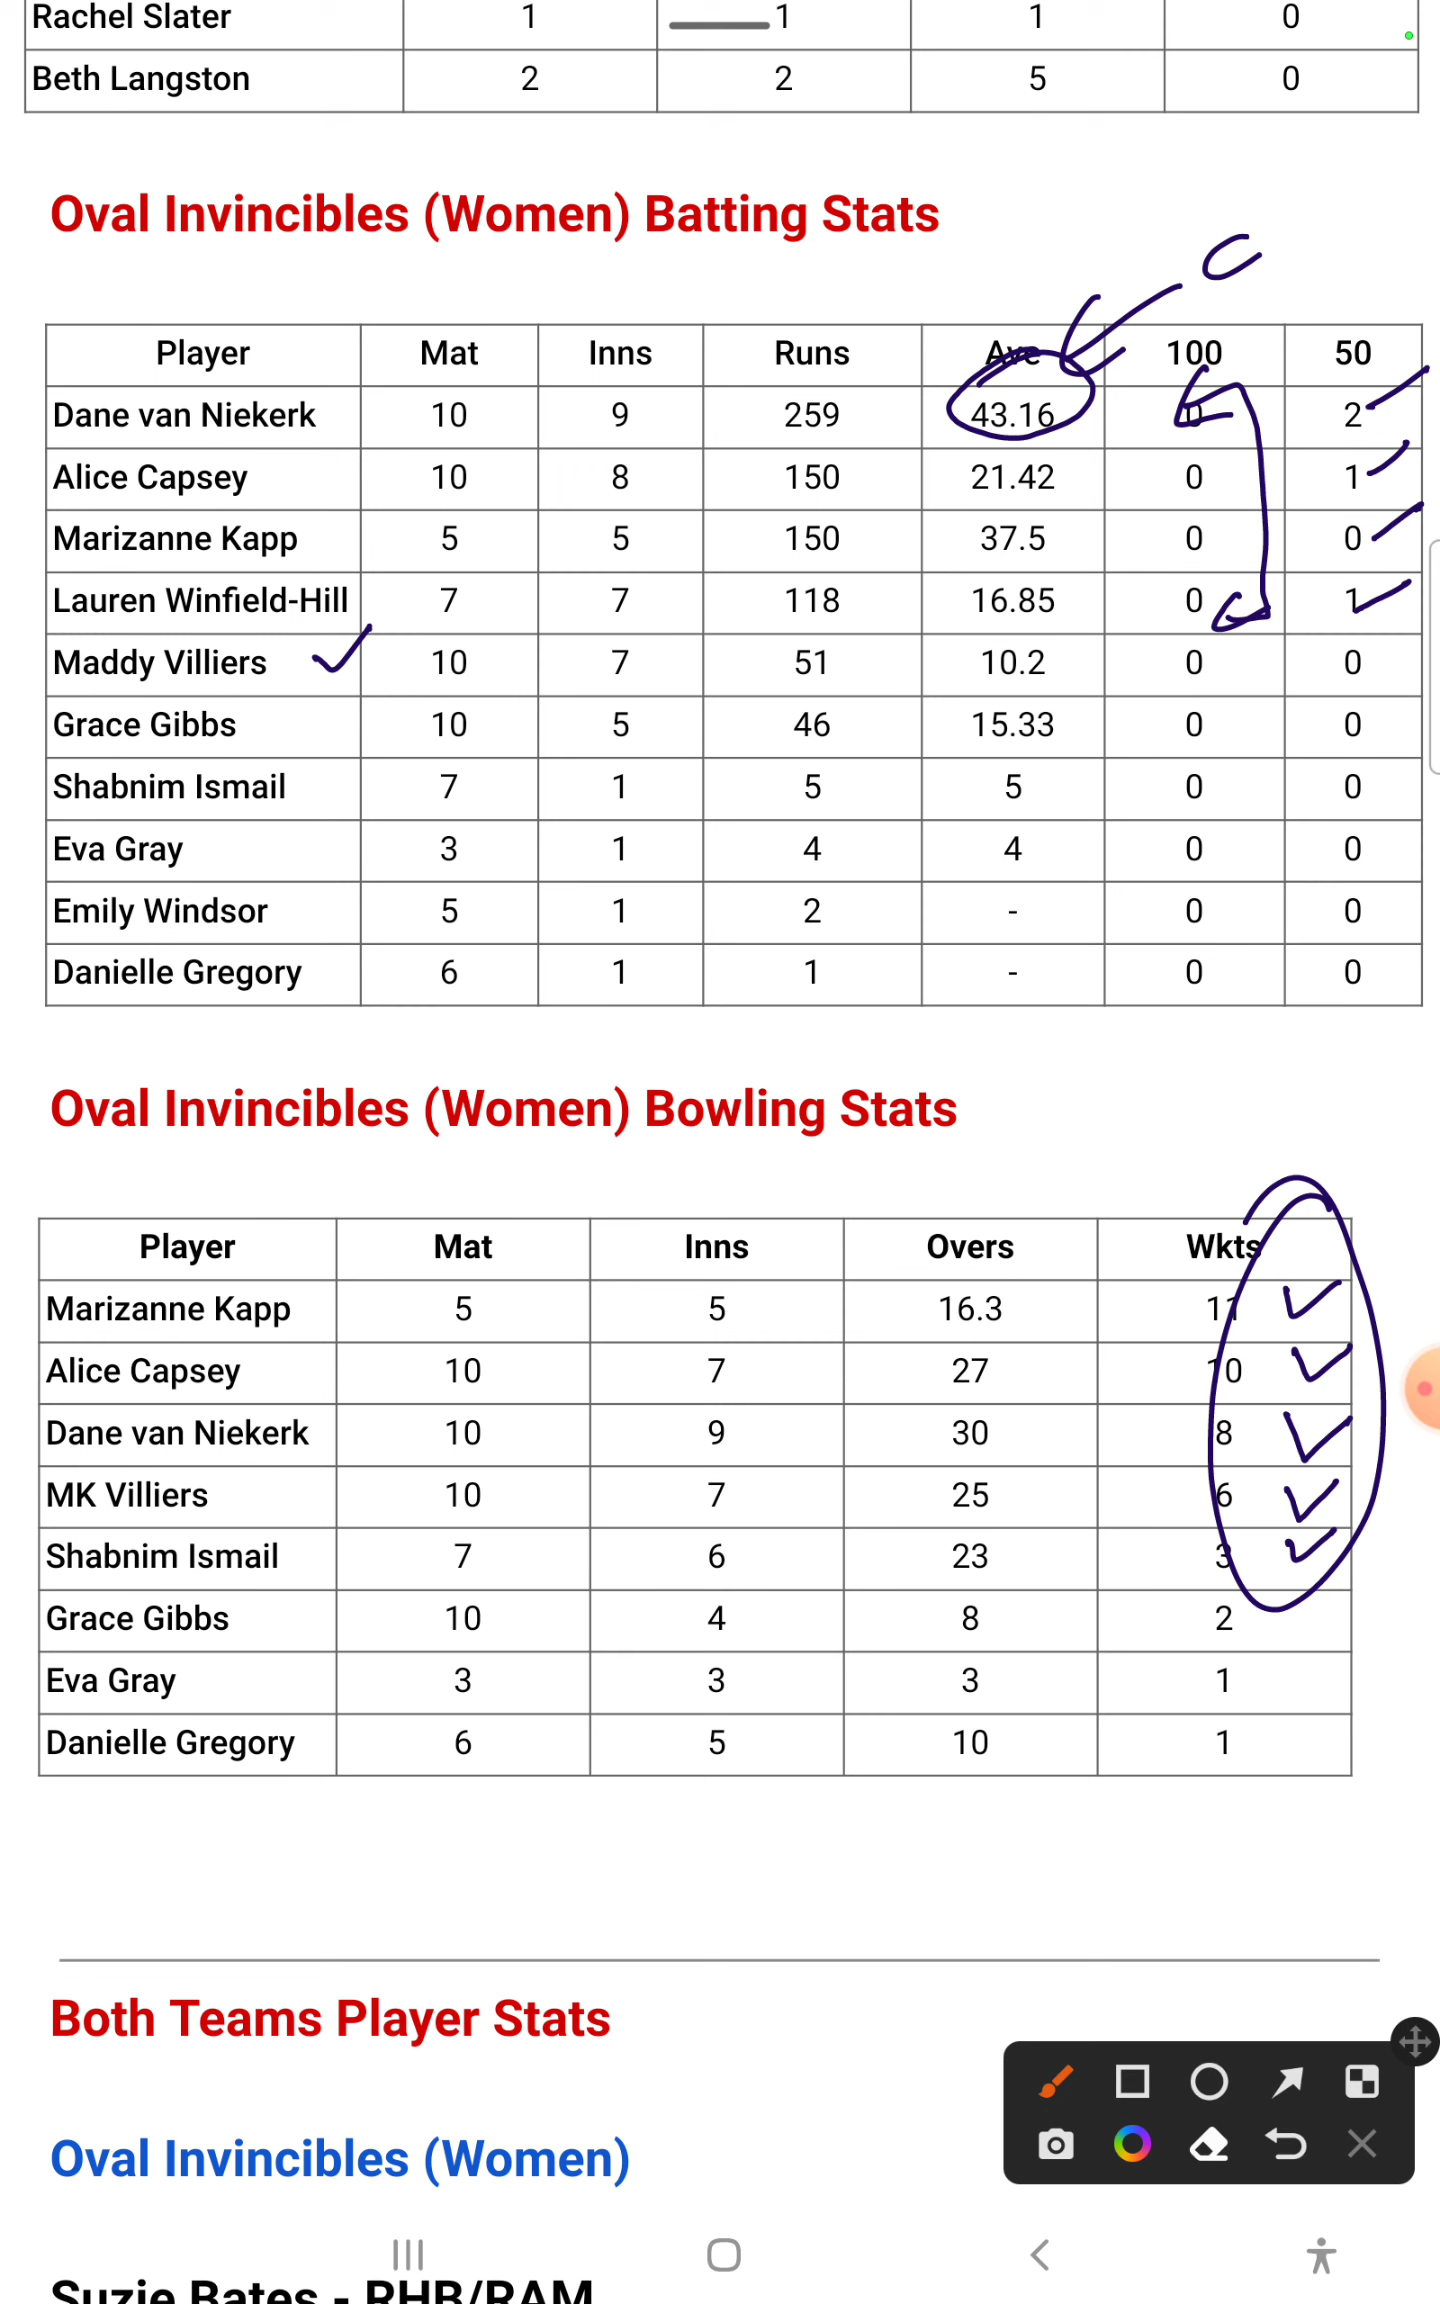 Rachel Slater 1 1 1 0
Beth Langston 2 2 5 0
Oval Invincibles (Women) Batting Stats
C
Player Mat Inns Runs Ave 100 50
Dane van Niekerk 10 9 259 43.16 0 2
Alice Capsey 10 8 150 21.42 0 1
Marizanne Kapp 5 5 150 37.5 0 0
Lauren Winfield-Hill 7 7 118 16.85 0 1
Maddy Villiers 10 7 51 10.2 0 0
Grace Gibbs 10 5 46 15.33 0 0
Shabnim Ismail 7 1 5 5 0 0
Eva Gray 3 1 4 4 0 0
Emily Windsor 5 1 2 - 0 0
Danielle Gregory 6 1 1 - 0 0
Oval Invincibles (Women) Bowling Stats
Player Mat Inns Overs Wkts
Marizanne Kapp 5 5 16.3 11
Alice Capsey 10 7 27 10
Dane van Niekerk 10 9 30 8
MK Villiers 10 7 25 6
Shabnim Ismail 7 6 23 3
Grace Gibbs 10 4 8 2
Eva Gray 3 3 3 1
Danielle Gregory 6 5 10 1
Both Teams Player Stats
Oval Invincibles (Women)
Suzie Bates - RHB/RAM